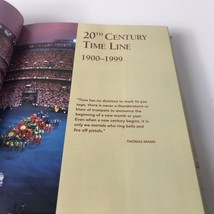 20TH CENTURY
TIME LINE
1900–1999
"Time has no divisions to mark its pas-
sage, there is never a thunderstorm or
blare of trumpets to announce the
beginning of a new month or year.
Even when a new century begins, it is
only we mortals who ring bells and
fire off pistols."
THOMAS MANN